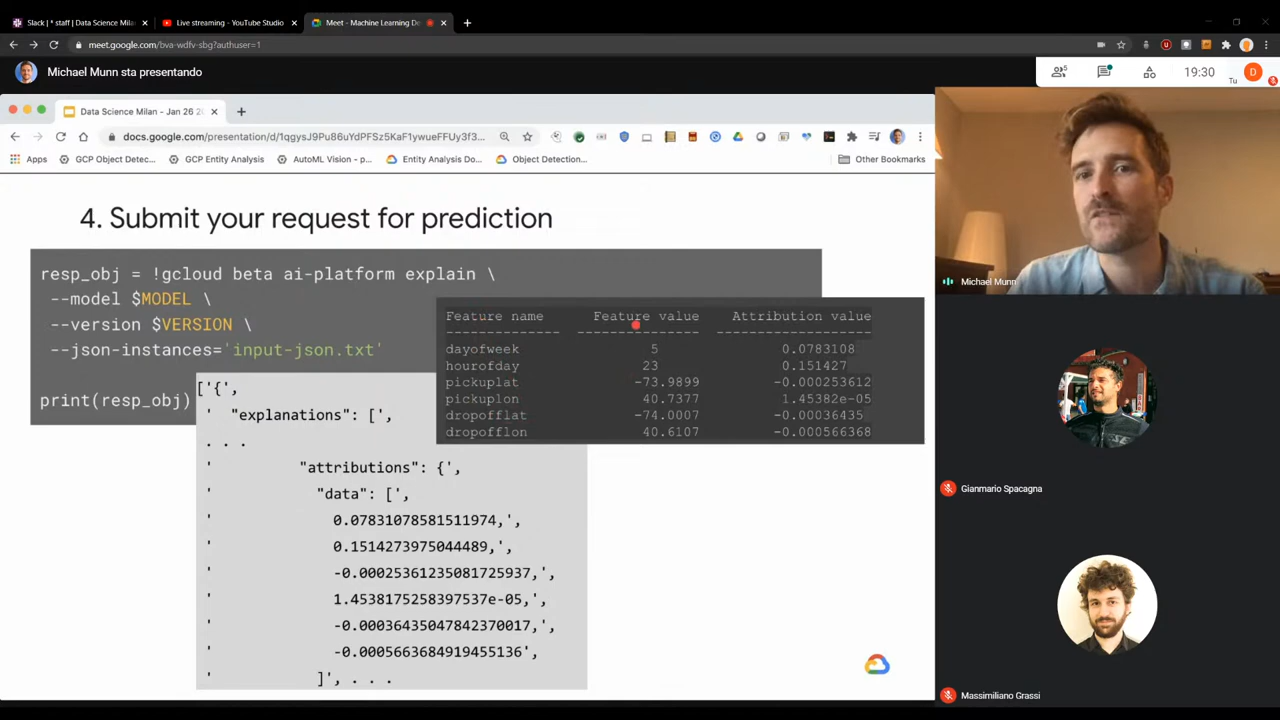 Slack | * staff | Data Science Mila
Live streaming - YouTube Studio
Meet - Machine Learning De
meet.google.com/bva-wdfv-sbg?authuser=1
Michael Munn sta presentando
5
19:30
Tu
D
Data Science Milan - Jan 26 2
docs.google.com/presentation/d/1qgysJ9Pu86uYdPFSz5KaF1ywueFFUy3f3...
Apps
GCP Object Detec...
GCP Entity Analysis
AutoML Vision - p...
Entity Analysis Do...
Object Detection...
Other Bookmarks
4. Submit your request for prediction
resp_obj = !gcloud beta ai-platform explain \
--model $MODEL \
--version $VERSION \
--json-instances='input-json.txt'
print(resp_obj)
Feature name Feature value Attribution value
------------- --------------- -----------------
dayofweek 5 0.0783108
hourofday 23 0.151427
pickuplat -73.9899 -0.000253612
pickuplon 40.7377 1.45382e-05
dropofflat -74.0007 -0.00036435
dropofflon 40.6107 -0.000566368
['{',
' "explanations": [',
. . .
' "attributions": {',
' "data": [',
' 0.07831078581511974,',
' 0.1514273975044489,',
' -0.00025361235081725937,',
' 1.4538175258397537e-05,',
' -0.00036435047842370017,',
' -0.0005663684919455136',
' ]', . . .
Michael Munn
Gianmario Spacagna
Massimiliano Grassi